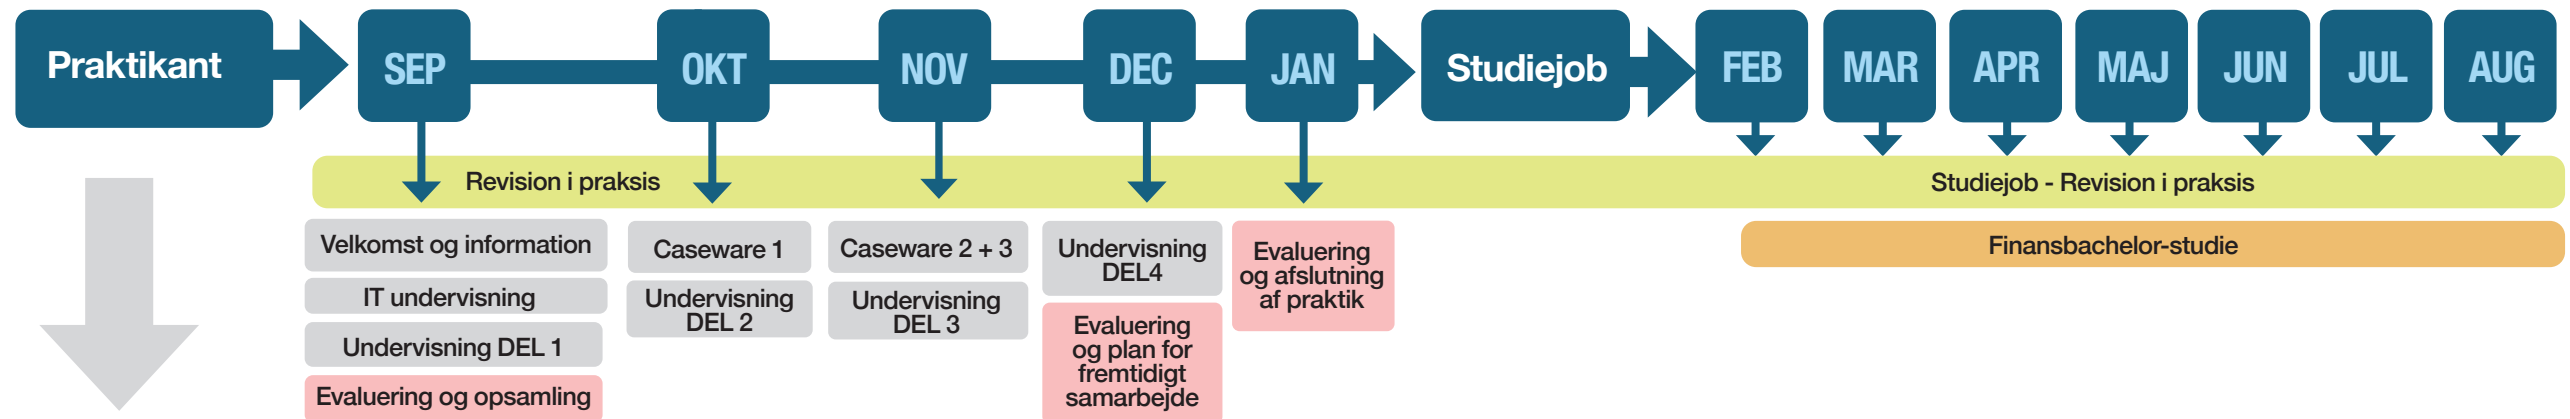 Praktikant
SEP
OKT
NOV
DEC
JAN
Studiejob
FEB
MAR
APR
MAJ
JUN
JUL
AUG
Revision i praksis
Studiejob - Revision i praksis
Velkomst og information
IT undervisning
Undervisning DEL 1
Evaluering og opsamling
Caseware 1
Undervisning
DEL 2
Caseware 2 + 3
Undervisning
DEL 3
Undervisning
DEL4
Evaluering
og plan for
fremtidigt
samarbejde
Evaluering
og afslutning
af praktik
Finansbachelor-studie